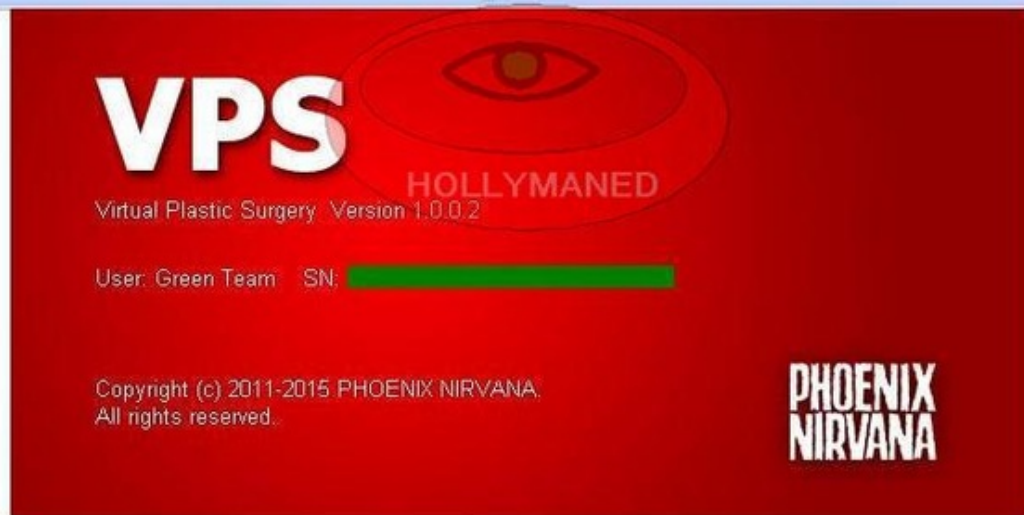 VPS
HOLLYMANED
Virtual Plastic Surgery Version 1.0.0.2
User: Green Team SN:
Copyright (c) 2011-2015 PHOENIX NIRVANA.
All rights reserved.
PHOENIX
NIRVANA